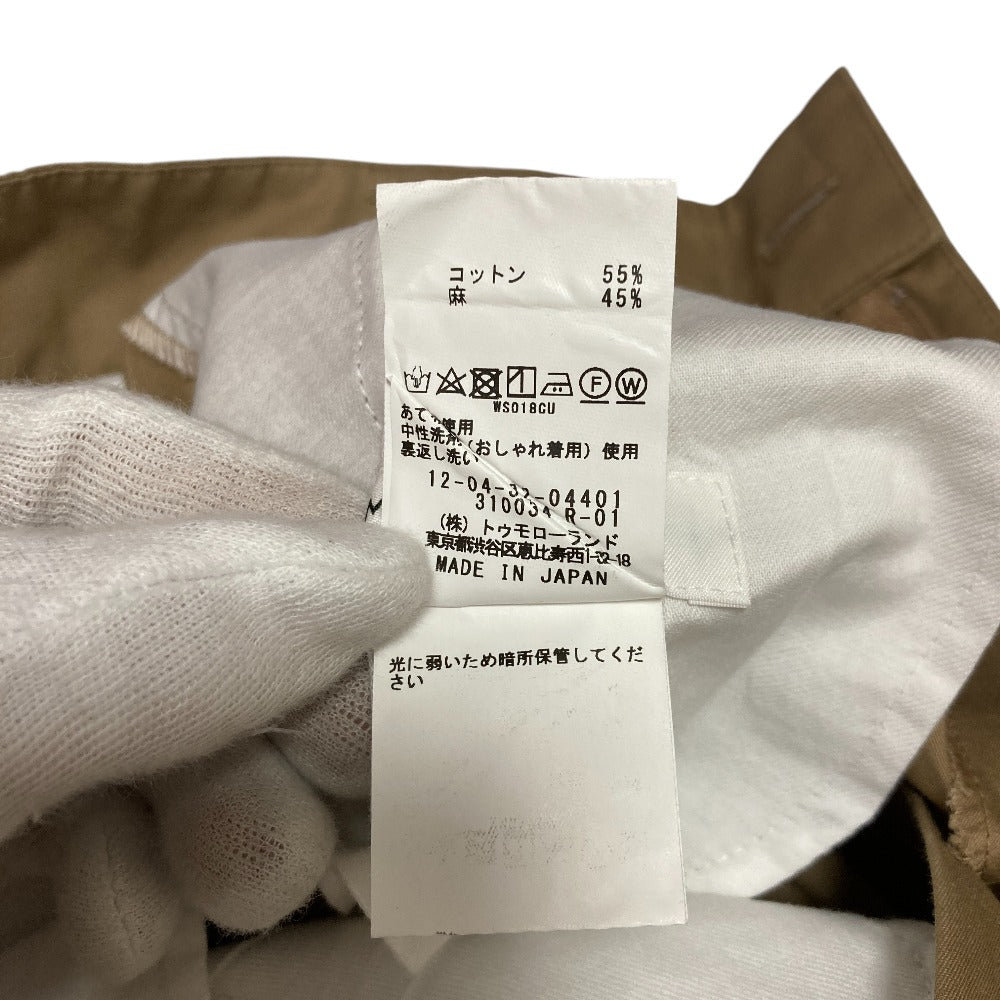 コットン 55%
麻 45%
F W
WS018CU
あて布使用
中性洗剤(おしゃれ着用)使用
裏返し洗い
12-04-32-04401
310034 R-01
(株)トゥモローランド
東京都渋谷区恵比寿西1-32-18
MADE IN JAPAN
光に弱いため暗所保管してくだ
さい